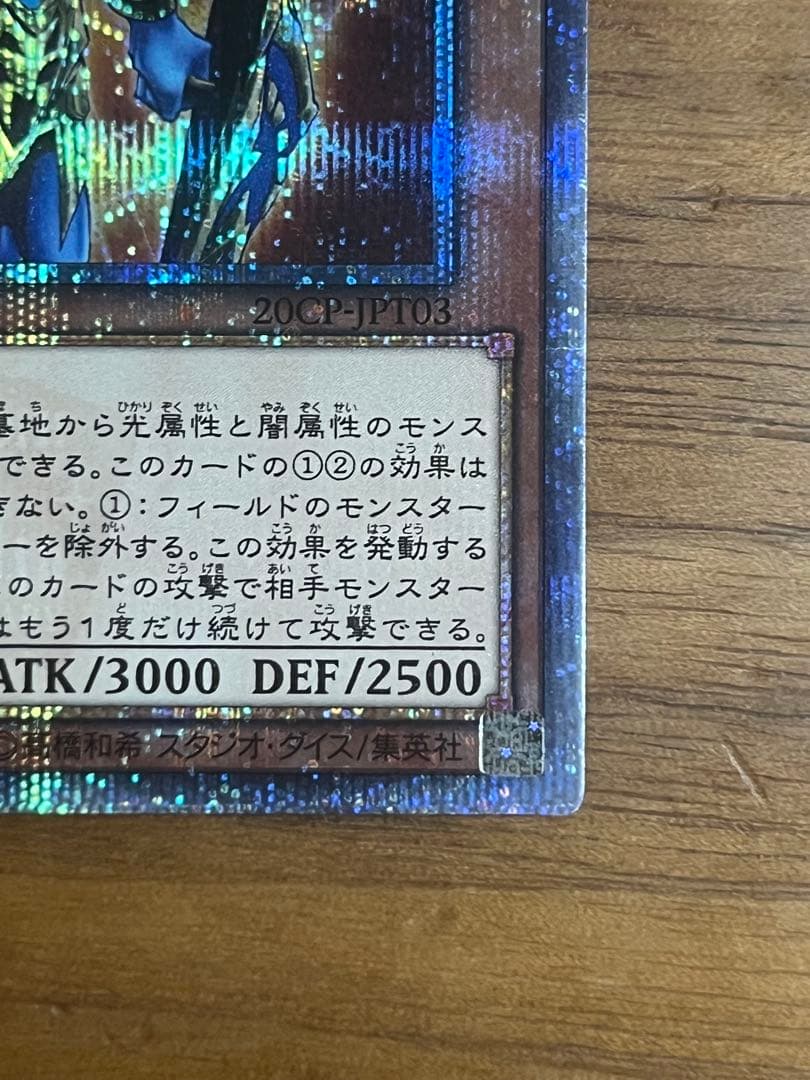 20CP-JPT03
墓地から光属性と闇属性のモンス
できる。このカードの①②の効果は
きない。①：フィールドのモンスター
ーを除外する。この効果を発動する
のカードの攻撃で相手モンスター
はもう1度だけ続けて攻撃できる。
ATK/3000 DEF/2500
©高橋和希 スタジオ・ダイス/集英社